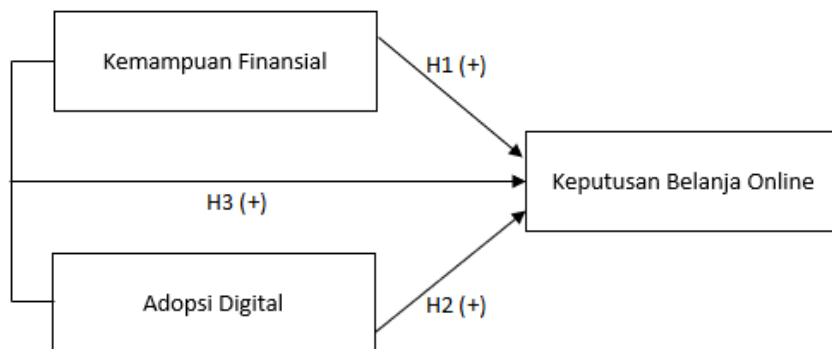 Kemampuan Finansial
H1 (+)
Keputusan Belanja Online
H3 (+)
Adopsi Digital
H2 (+)